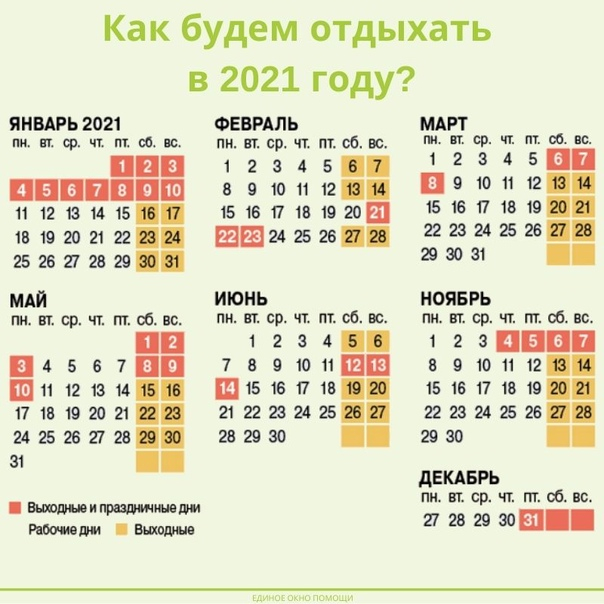 Как будем отдыхать
в 2021 году?
ЯНВАРЬ 2021
пн. вт. ср. чт. пт. сб. вс.
1 2 3
4 5 6 7 8 9 10
11 12 13 14 15 16 17
18 19 20 21 22 23 24
25 26 27 28 29 30 31
ФЕВРАЛЬ
пн. вт. ср. чт. пт. сб. вс.
1 2 3 4 5 6 7
8 9 10 11 12 13 14
15 16 17 18 19 20 21
22 23 24 25 26 27 28
МАРТ
пн. вт. ср. чт. пт. сб. вс.
1 2 3 4 5 6 7
8 9 10 11 12 13 14
15 16 17 18 19 20 21
22 23 24 25 26 27 28
29 30 31
МАЙ
пн. вт. ср. чт. пт. сб. вс.
1 2
3 4 5 6 7 8 9
10 11 12 13 14 15 16
17 18 19 20 21 22 23
24 25 26 27 28 29 30
31
ИЮНЬ
пн. вт. ср. чт. пт. сб. вс.
1 2 3 4 5 6
7 8 9 10 11 12 13
14 15 16 17 18 19 20
21 22 23 24 25 26 27
28 29 30
НОЯБРЬ
пн. вт. ср. чт. пт. сб. вс.
1 2 3 4 5 6 7
8 9 10 11 12 13 14
15 16 17 18 19 20 21
22 23 24 25 26 27 28
29 30
ДЕКАБРЬ
пн. вт. ср. чт. пт. сб. вс.
27 28 29 30 31
Выходные и праздничные дни
Рабочие дни Выходные
ЕДИНОЕ ОКНО ПОМОЩИ